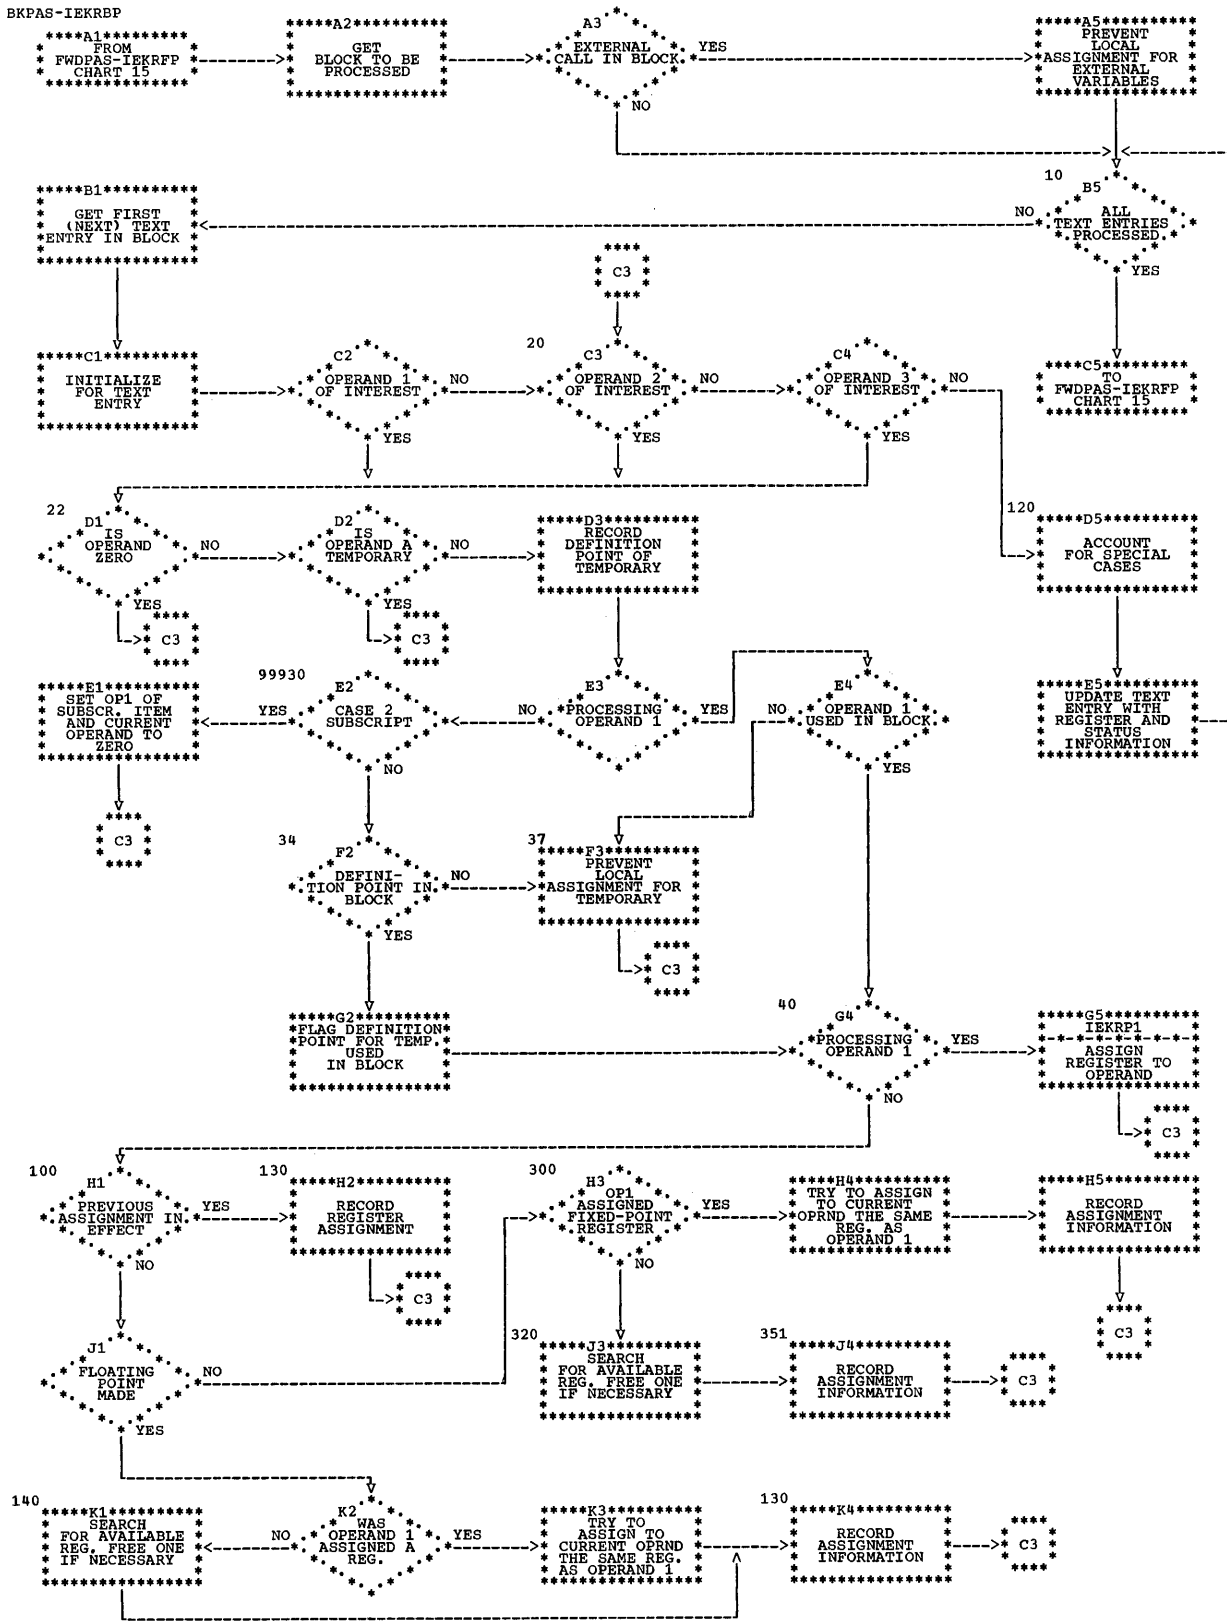 BKPAS-IEKRBP
A1
FROM
FWDPAS-IEKRFP
CHART 15
A2
GET
BLOCK TO BE
PROCESSED
A3
EXTERNAL
CALL IN BLOCK
YES
NO
A5
PREVENT
LOCAL
ASSIGNMENT FOR
EXTERNAL
VARIABLES
B1
GET FIRST
(NEXT) TEXT
ENTRY IN BLOCK
10
B5
ALL
TEXT ENTRIES
PROCESSED
NO
YES
C3
C1
INITIALIZE
FOR TEXT
ENTRY
C2
OPERAND 1
OF INTEREST
NO
YES
20
C3
OPERAND 2
OF INTEREST
NO
YES
C4
OPERAND 3
OF INTEREST
NO
YES
C5
TO
FWDPAS-IEKRFP
CHART 15
22
D1
IS
OPERAND
ZERO
NO
YES
C3
D2
IS
OPERAND A
TEMPORARY
NO
YES
C3
D3
RECORD
DEFINITION
POINT OF
TEMPORARY
120
D5
ACCOUNT
FOR SPECIAL
CASES
E1
SET OP1 OF
SUBSCR. ITEM
AND CURRENT
OPERAND TO
ZERO
C3
99930
E2
CASE 2
SUBSCRIPT
YES
NO
E3
PROCESSING
OPERAND 1
NO
YES
E4
OPERAND 1
USED IN BLOCK
NO
YES
E5
UPDATE TEXT
ENTRY WITH
REGISTER AND
STATUS
INFORMATION
34
F2
DEFINI-
TION POINT IN
BLOCK
NO
YES
37
F3
PREVENT
LOCAL
ASSIGNMENT FOR
TEMPORARY
C3
G2
FLAG DEFINITION
POINT FOR TEMP.
USED
IN BLOCK
40
G4
PROCESSING
OPERAND 1
YES
NO
G5
IEKRP1
ASSIGN
REGISTER TO
OPERAND
C3
100
H1
PREVIOUS
ASSIGNMENT IN
EFFECT
YES
NO
130
H2
RECORD
REGISTER
ASSIGNMENT
C3
300
H3
OP1
ASSIGNED
FIXED-POINT
REGISTER
YES
NO
H4
TRY TO ASSIGN
TO CURRENT
OPRND THE SAME
REG. AS
OPERAND 1
H5
RECORD
ASSIGNMENT
INFORMATION
C3
J1
FLOATING
POINT
MADE
NO
YES
320
J3
SEARCH
FOR AVAILABLE
REG. FREE ONE
IF NECESSARY
351
J4
RECORD
ASSIGNMENT
INFORMATION
C3
140
K1
SEARCH
FOR AVAILABLE
REG. FREE ONE
IF NECESSARY
K2
WAS
OPERAND 1
ASSIGNED A
REG.
NO
YES
K3
TRY TO
ASSIGN TO
CURRENT OPRND
THE SAME REG.
AS OPERAND 1
130
K4
RECORD
ASSIGNMENT
INFORMATION
C3